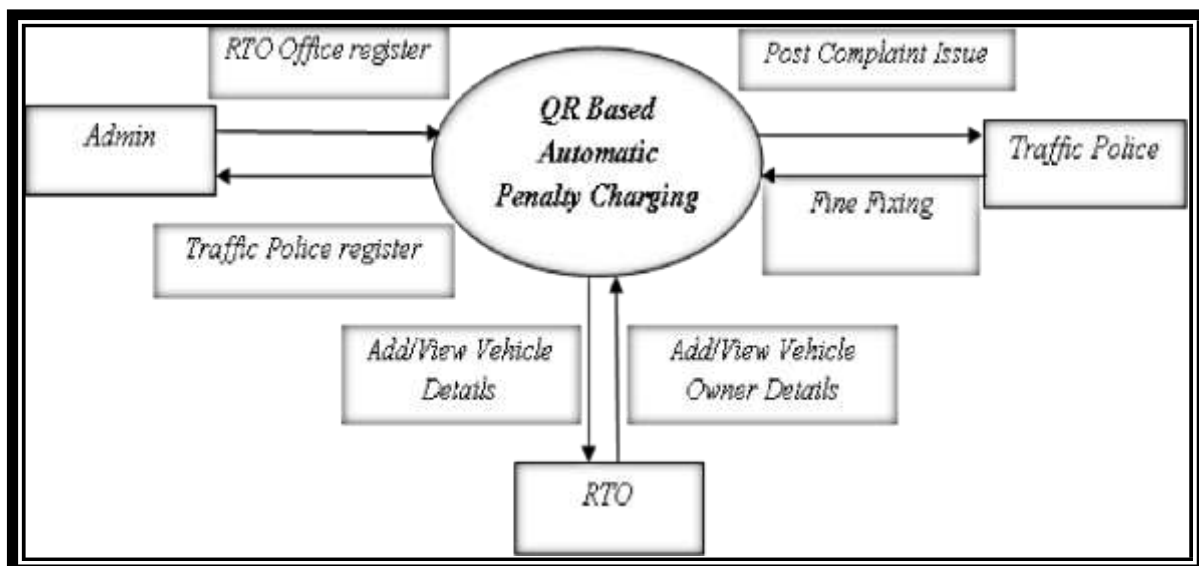 RTO Office register
Post Complaint Issue
Admin
QR Based
Automatic
Penalty Charging
Traffic Police
Fine Fixing
Traffic Police register
Add/View Vehicle
Details
Add/View Vehicle
Owner Details
RTO